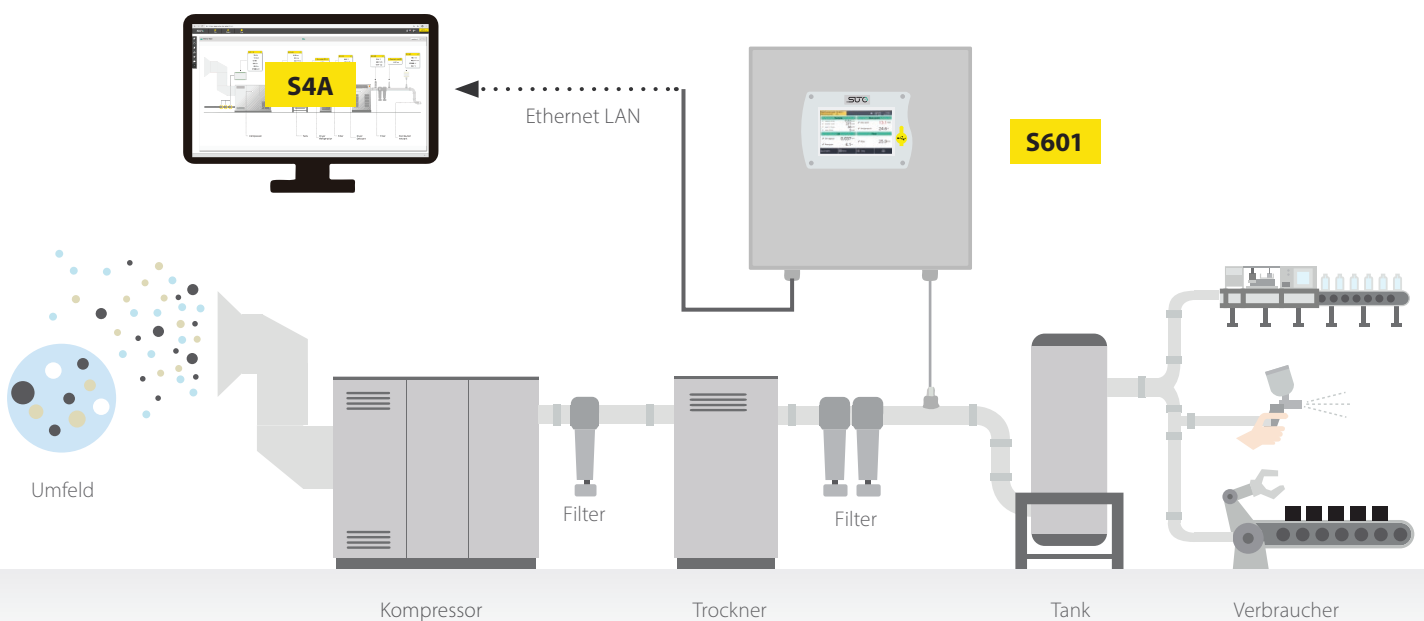 S4A
Ethernet LAN
SUTO
S601
Umfeld
Filter
Filter
Kompressor
Trockner
Tank
Verbraucher